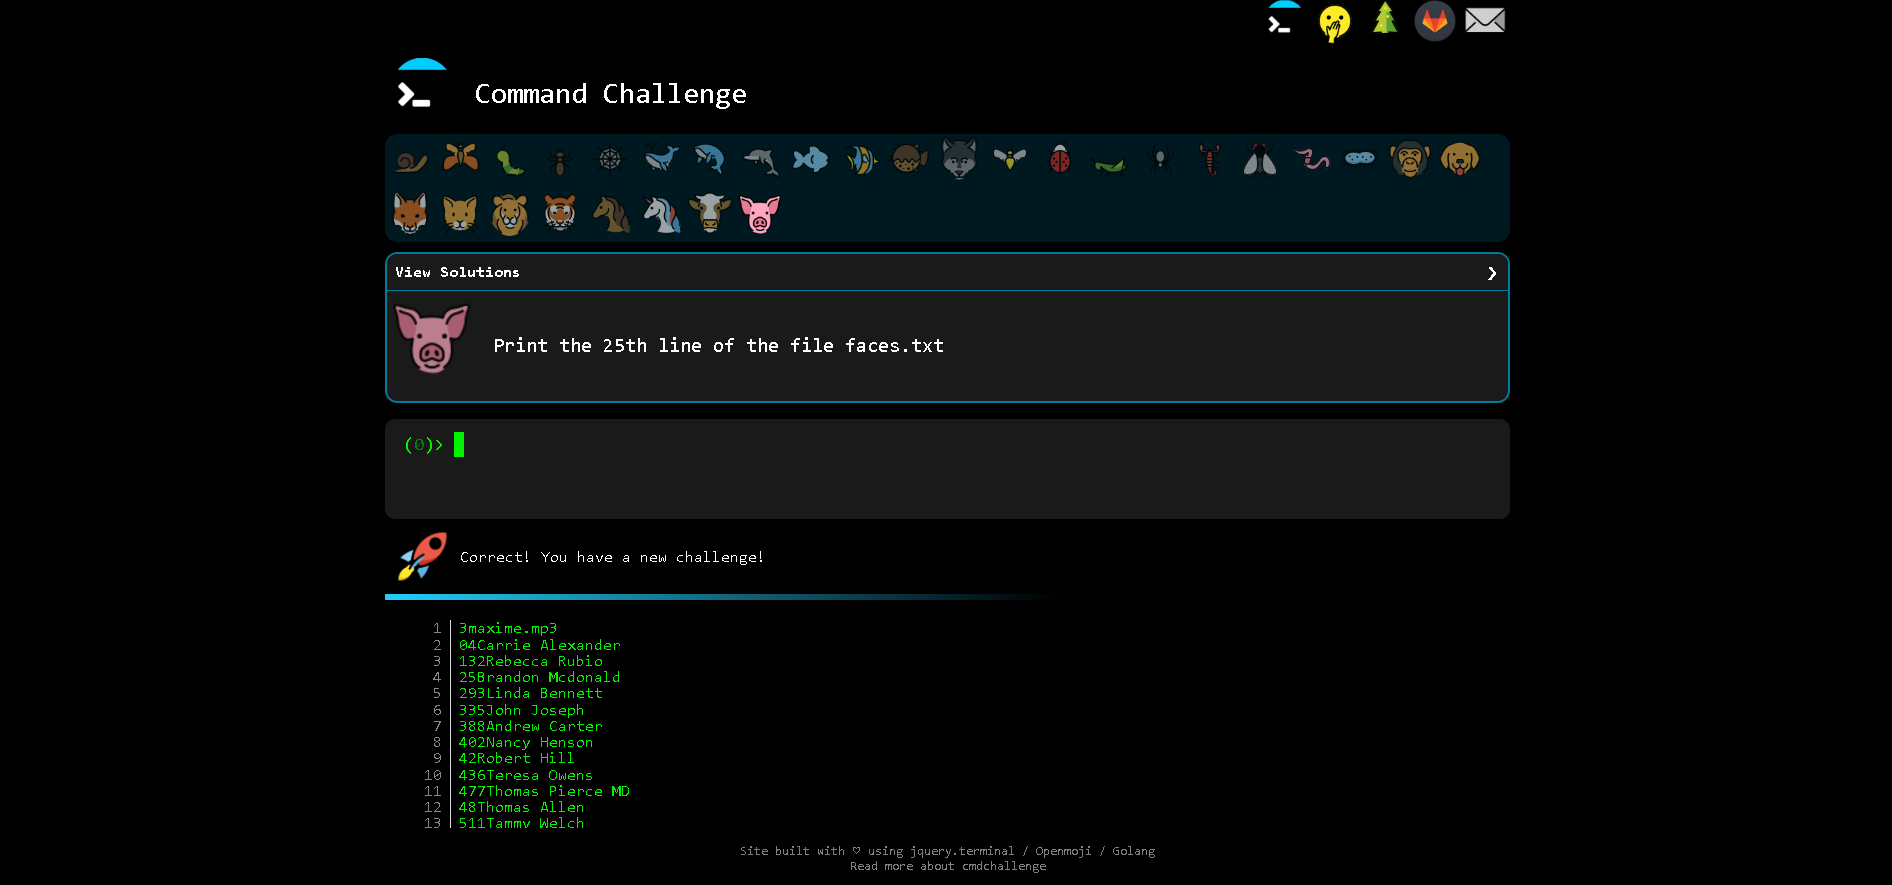 Command Challenge
View Solutions ❯
Print the 25th line of the file faces.txt
(0)>
Correct! You have a new challenge!
1 3maxime.mp3
2 04Carrie Alexander
3 132Rebecca Rubio
4 25Brandon Mcdonald
5 293Linda Bennett
6 335John Joseph
7 388Andrew Carter
8 402Nancy Henson
9 42Robert Hill
10 436Teresa Owens
11 477Thomas Pierce MD
12 48Thomas Allen
13 511Tammy Welch
Site built with ♡ using jquery.terminal / Openmoji / Golang
Read more about cmdchallenge